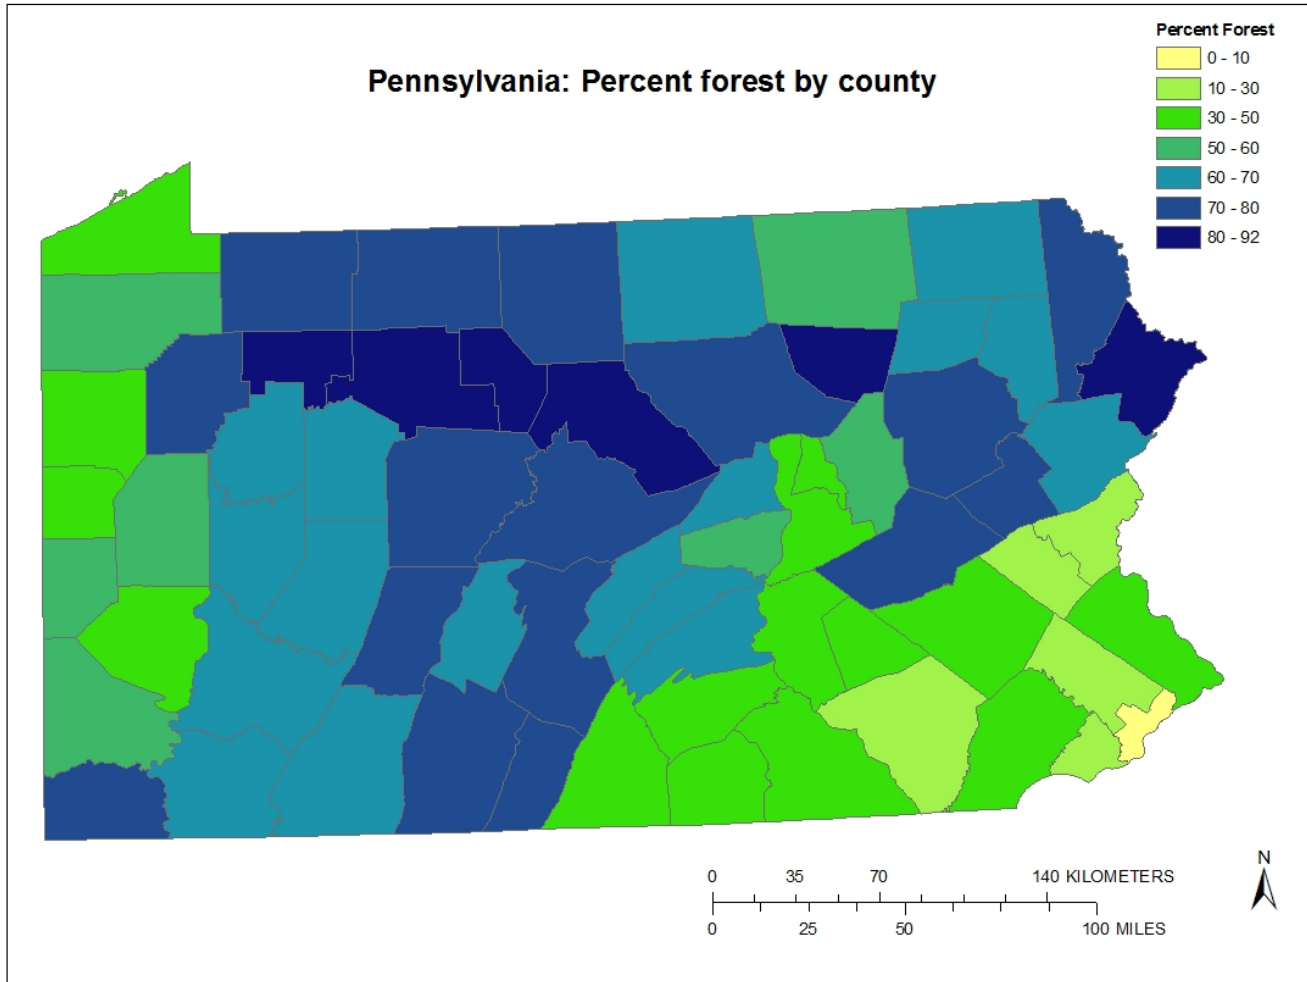 Percent Forest
0 - 10
10 - 30
30 - 50
50 - 60
60 - 70
70 - 80
80 - 92
Pennsylvania: Percent forest by county
N
0 35 70 140 KILOMETERS
0 25 50 100 MILES